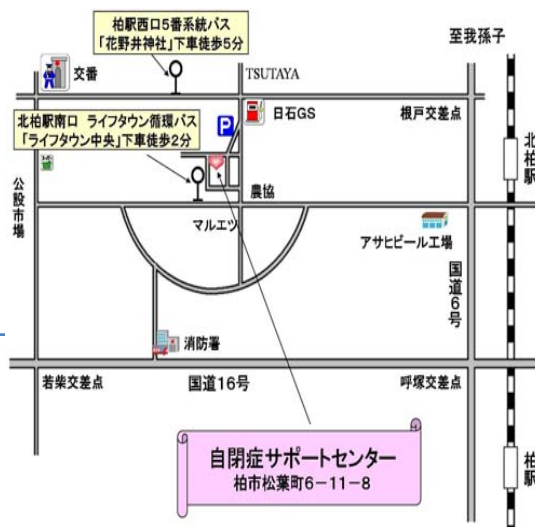 柏駅西口5番系統バス
「花野井神社」下車徒歩5分
至我孫子
交番
TSUTAYA
北柏駅南口 ライフタウン循環バス
「ライフタウン中央」下車徒歩2分
P
日石GS
根戸交差点
北柏駅
公設市場
農協
マルエツ
アサヒビール工場
国道6号
消防署
若柴交差点
国道16号
呼塚交差点
自閉症サポートセンター
柏市松葉町6-11-8
柏駅